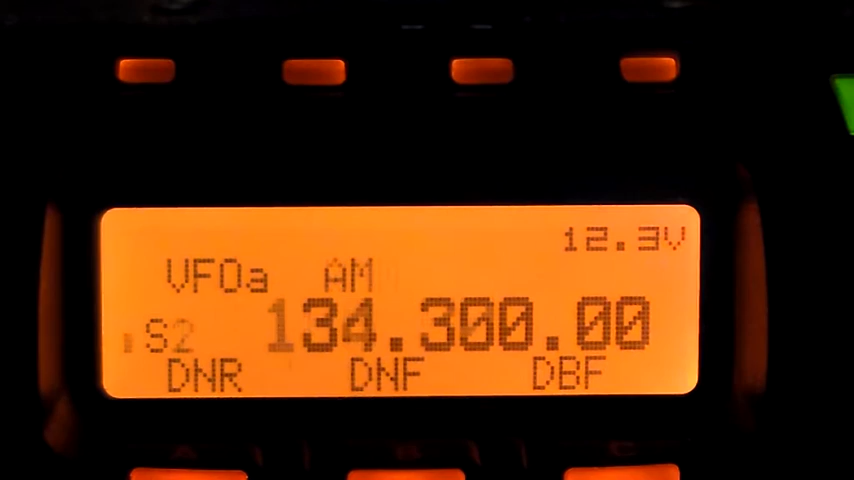 12.3V
VFOa AM
S2 134.300.00
DNR DNF DBF